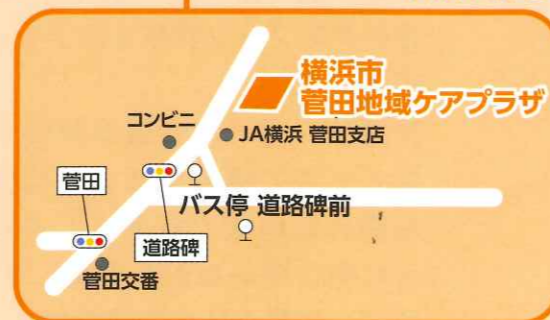 横浜市
菅田地域ケアプラザ
コンビニ
JA横浜 菅田支店
菅田
バス停 道路碑前
道路碑
菅田交番